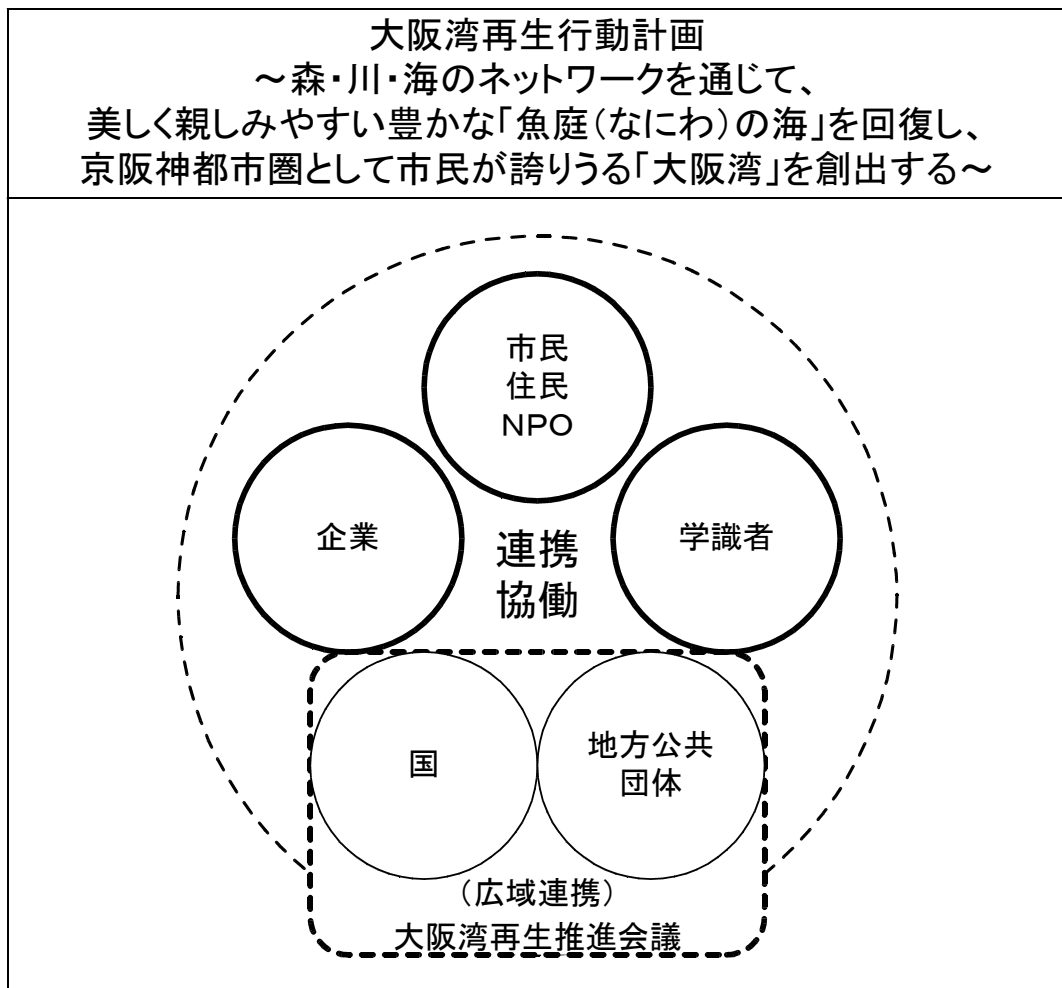 大阪湾再生行動計画
～森・川・海のネットワークを通じて、
美しく親しみやすい豊かな「魚庭(なにわ)の海」を回復し、
京阪神都市圏として市民が誇りうる「大阪湾」を創出する～
市民
住民
NPO
企業
連携
協働
学識者
国
地方公共
団体
(広域連携)
大阪湾再生推進会議